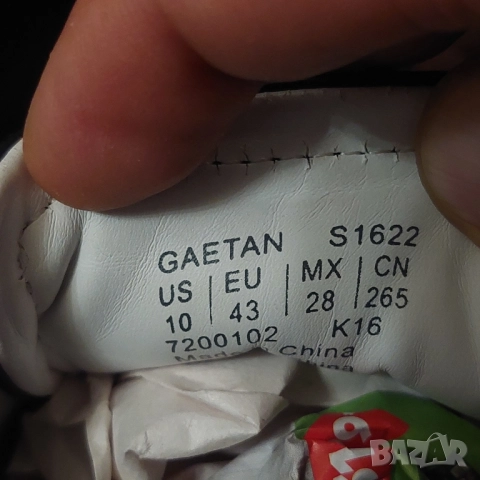 GAETAN S1622
US EU MX CN
10 43 28 265
7200102 K16
Made in China
BAZAR